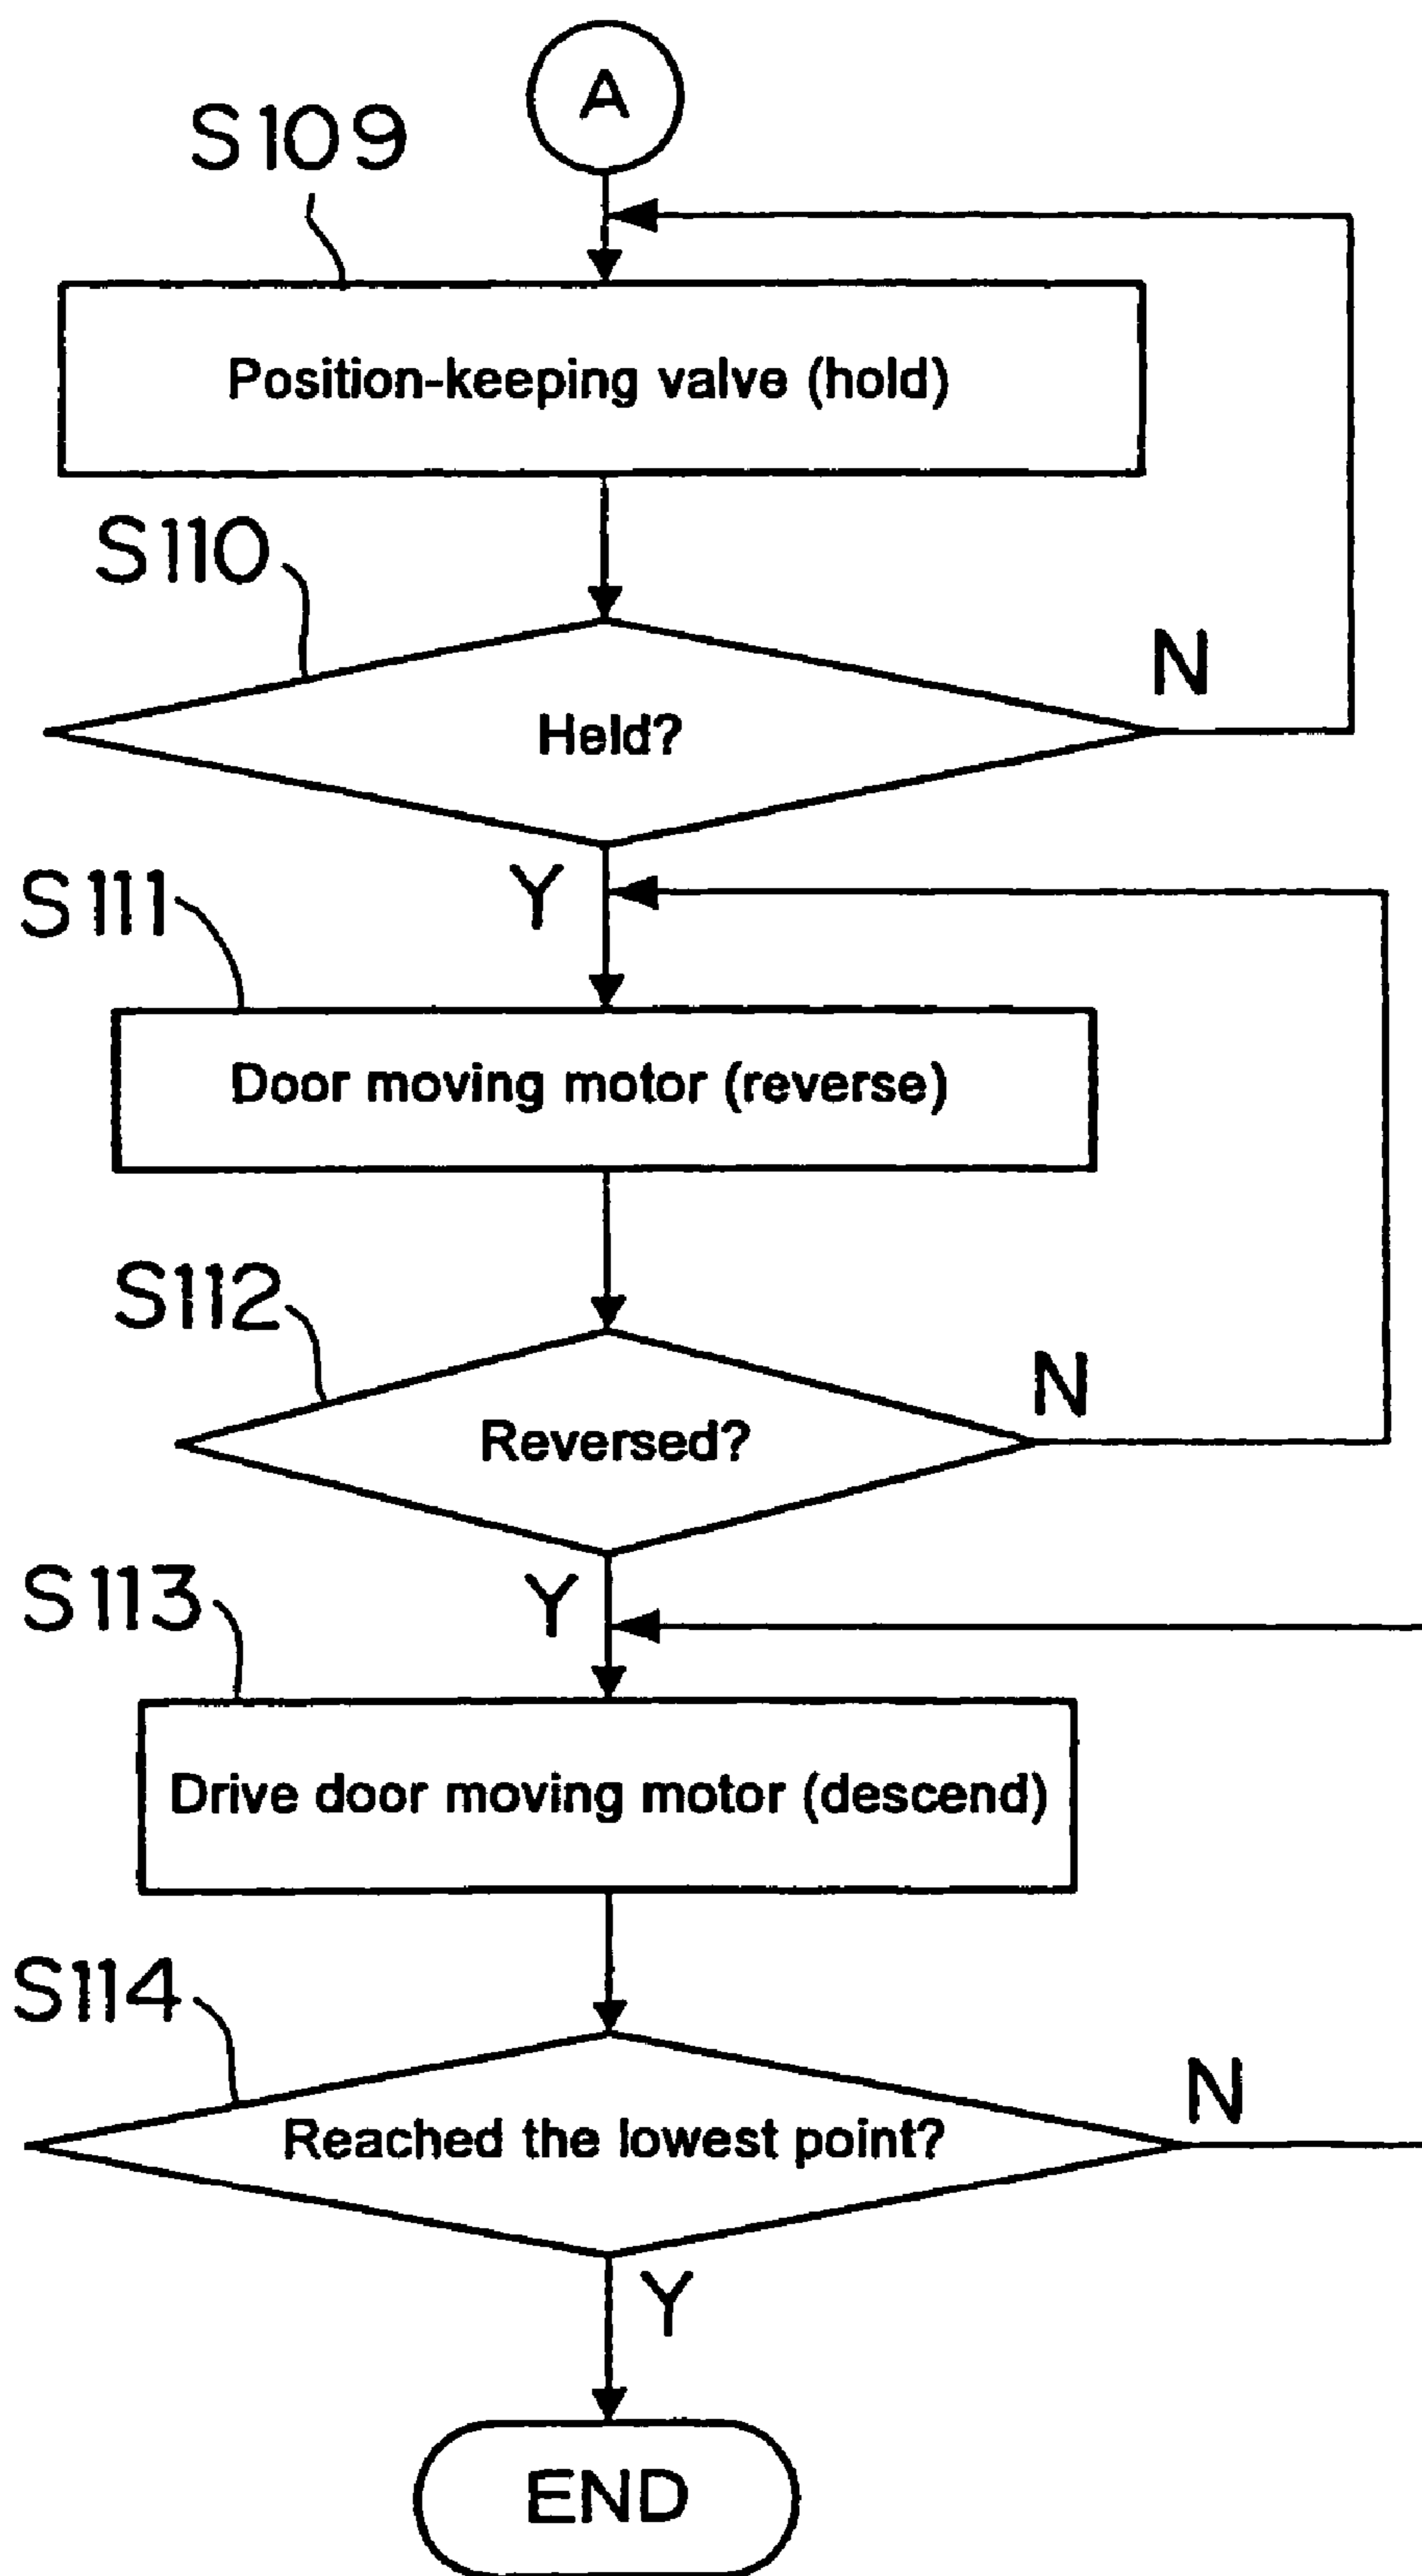 A
S109
Position-keeping valve (hold)
S110
Held?
N
Y
S111
Door moving motor (reverse)
S112
Reversed?
N
Y
S113
Drive door moving motor (descend)
S114
Reached the lowest point?
N
Y
END